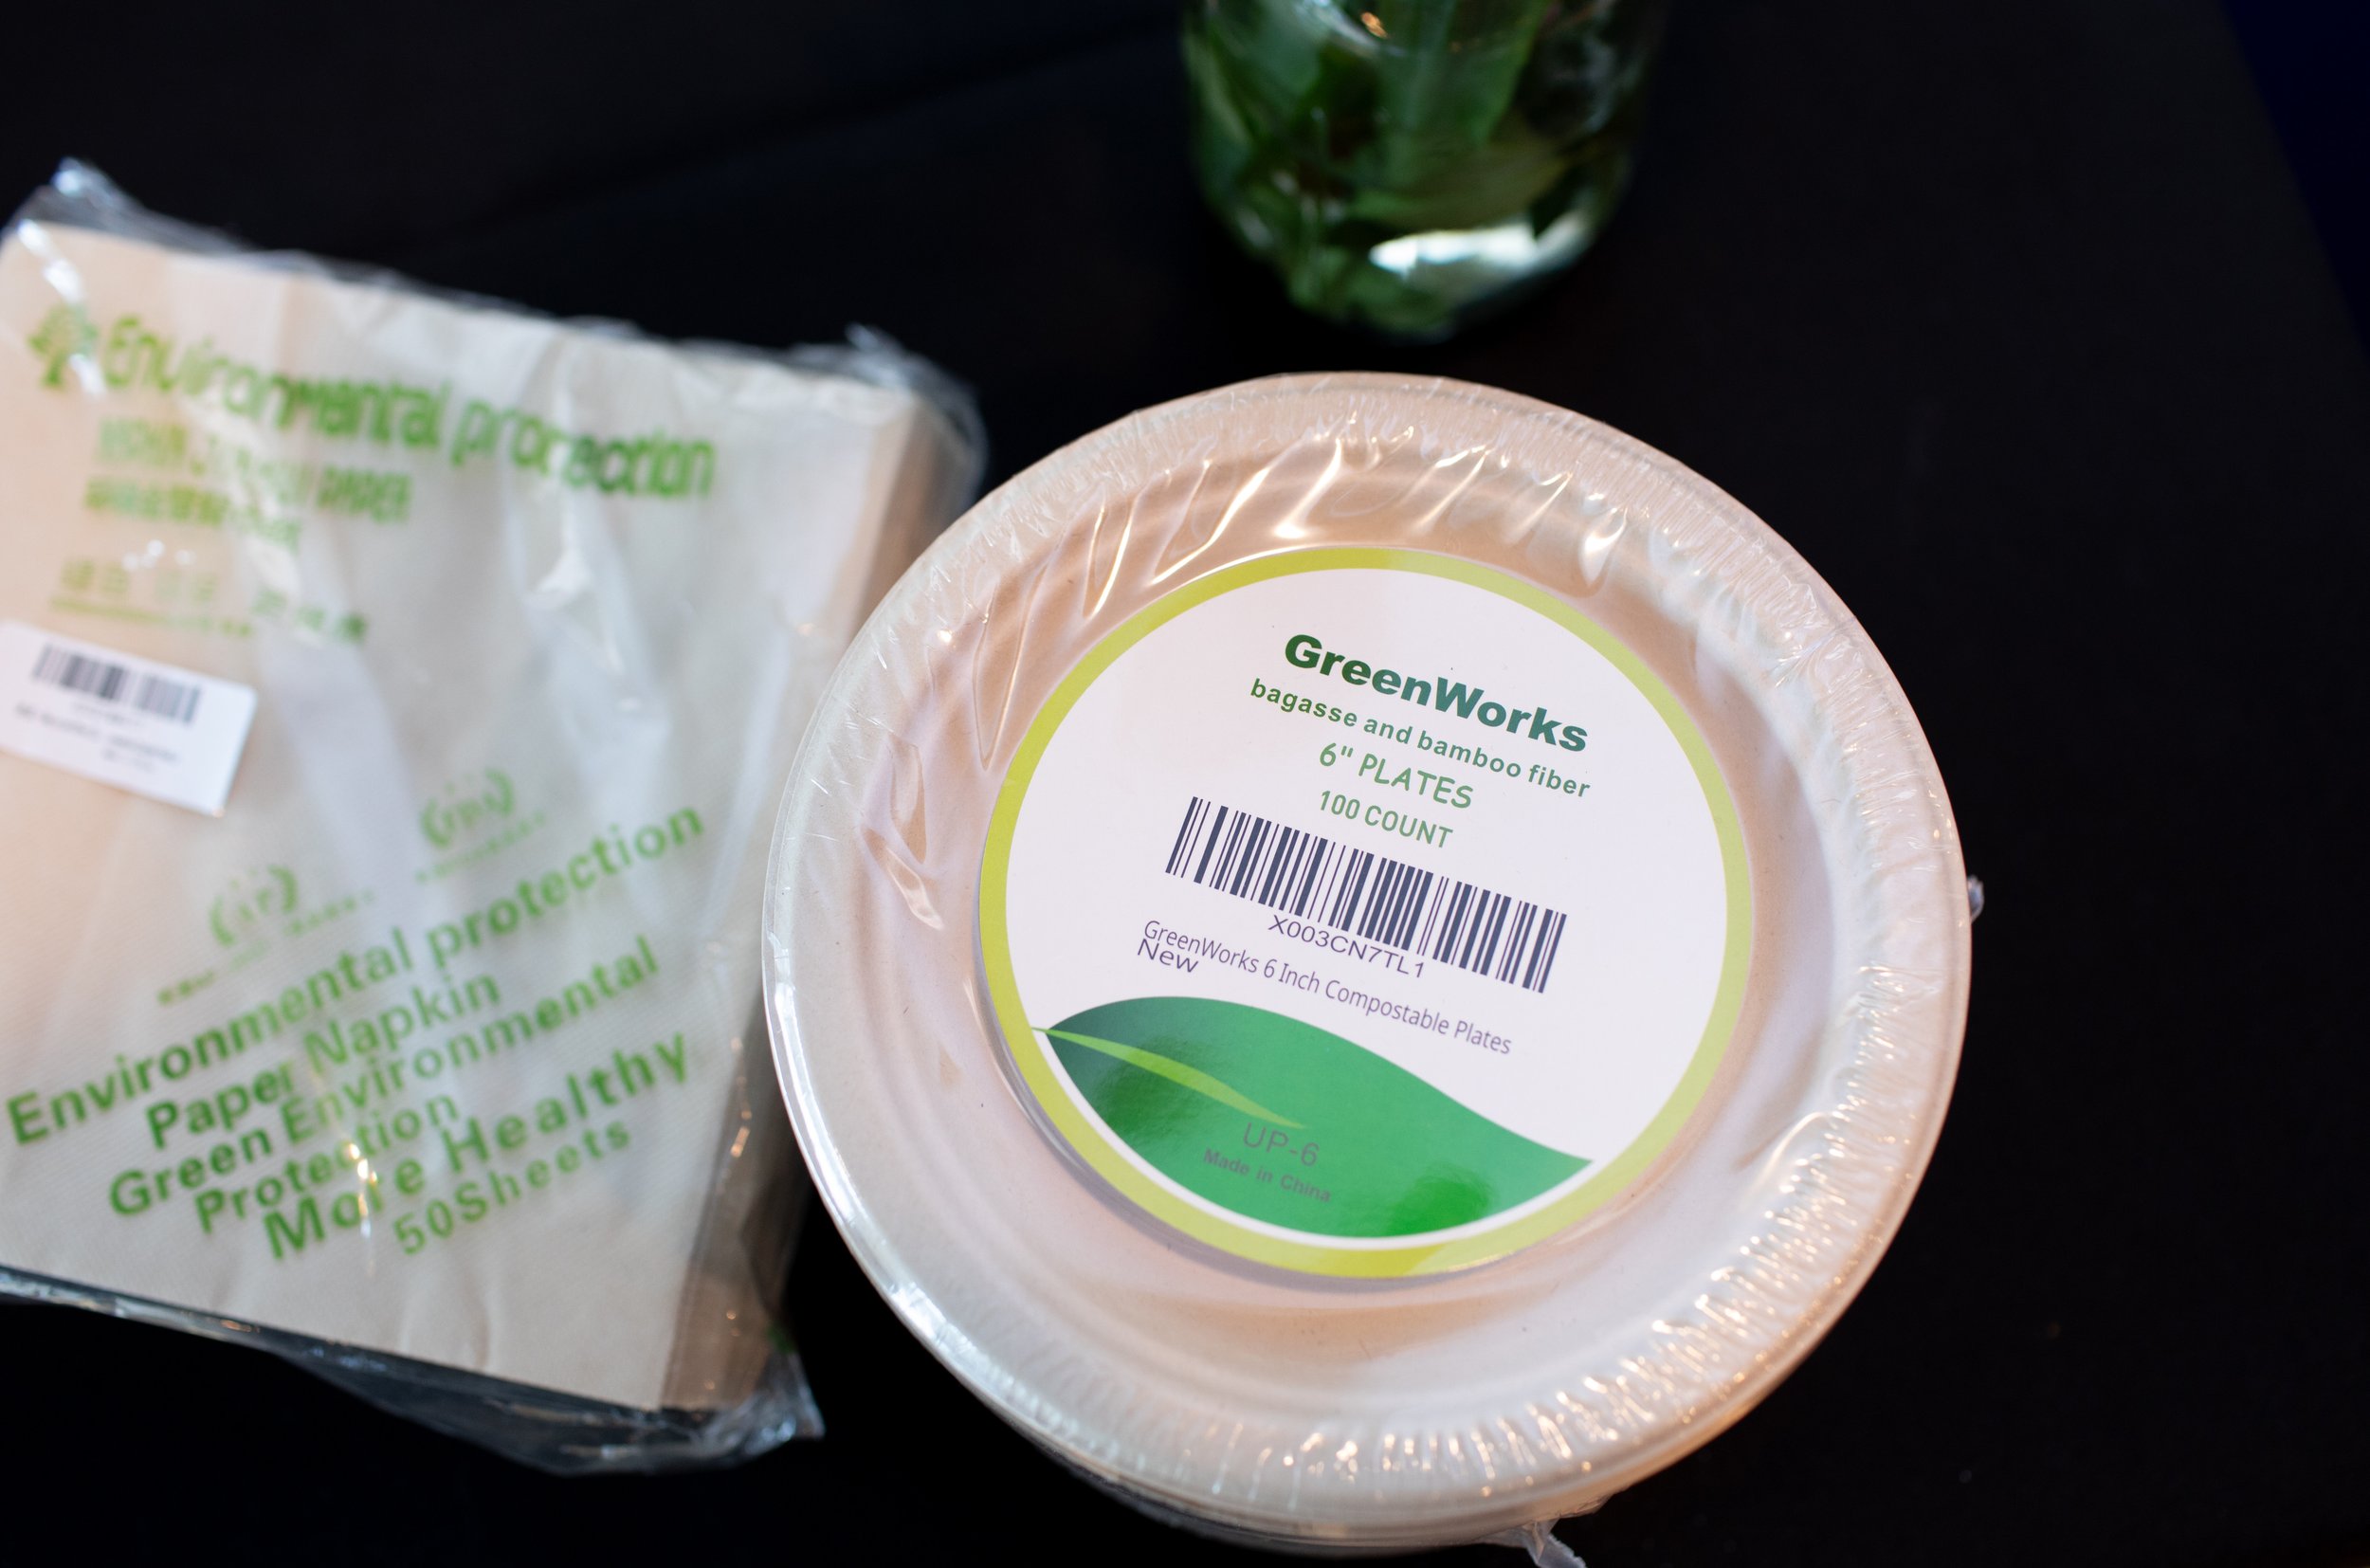 Environmental protection
Environmental protection
Paper Napkin
Green Environmental
Protection
More Healthy
50Sheets
GreenWorks
bagasse and bamboo fiber
6" PLATES
100 COUNT
X003CN7TL1
GreenWorks 6 Inch Compostable Plates
New
UP-6
Made in China